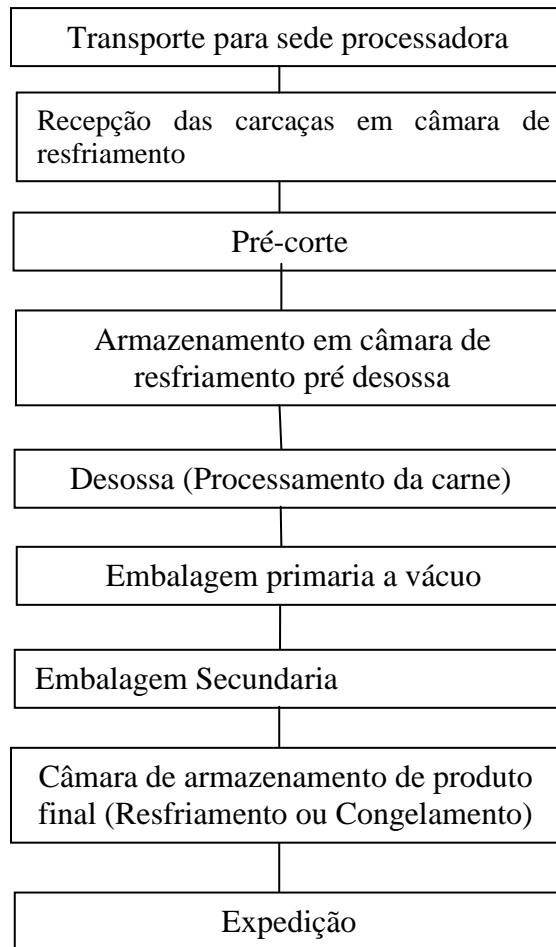 Transporte para sede processadora
Recepção das carcaças em câmara de
resfriamento
Pré-corte
Armazenamento em câmara de
resfriamento pré desossa
Desossa (Processamento da carne)
Embalagem primaria a vácuo
Embalagem Secundaria
Câmara de armazenamento de produto
final (Resfriamento ou Congelamento)
Expedição